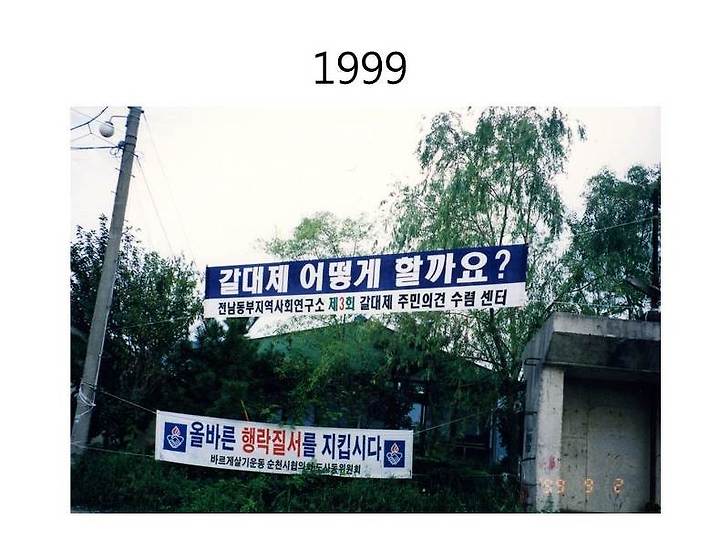 1999
갈대제 어떻게 할까요?
전남동부지역사회연구소 제3회 갈대제 주민의견 수렴 센터
올바른 행락질서를 지킵시다
바르게살기운동 순천시협의회 도사동위원회
99 9 2